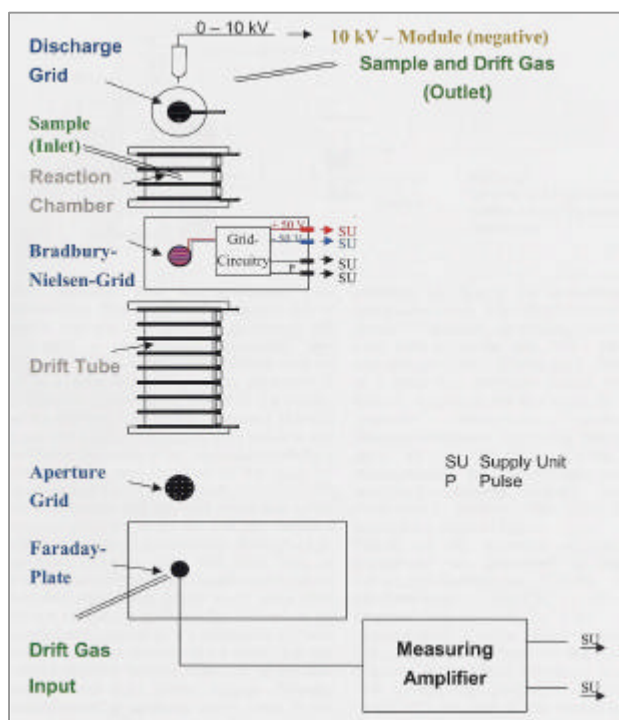 0 – 10 kV
10 kV – Module (negative)
Discharge
Grid
Sample and Drift Gas
(Outlet)
Sample
(Inlet)
Reaction
Chamber
+ 50 V
SU
- 50 V
SU
Bradbury-
Nielsen-Grid
Grid-
Circuitry
P
SU
SU
Drift Tube
SU Supply Unit
P Pulse
Aperture
Grid
Faraday-
Plate
Drift Gas
Input
Measuring
Amplifier
SU
SU